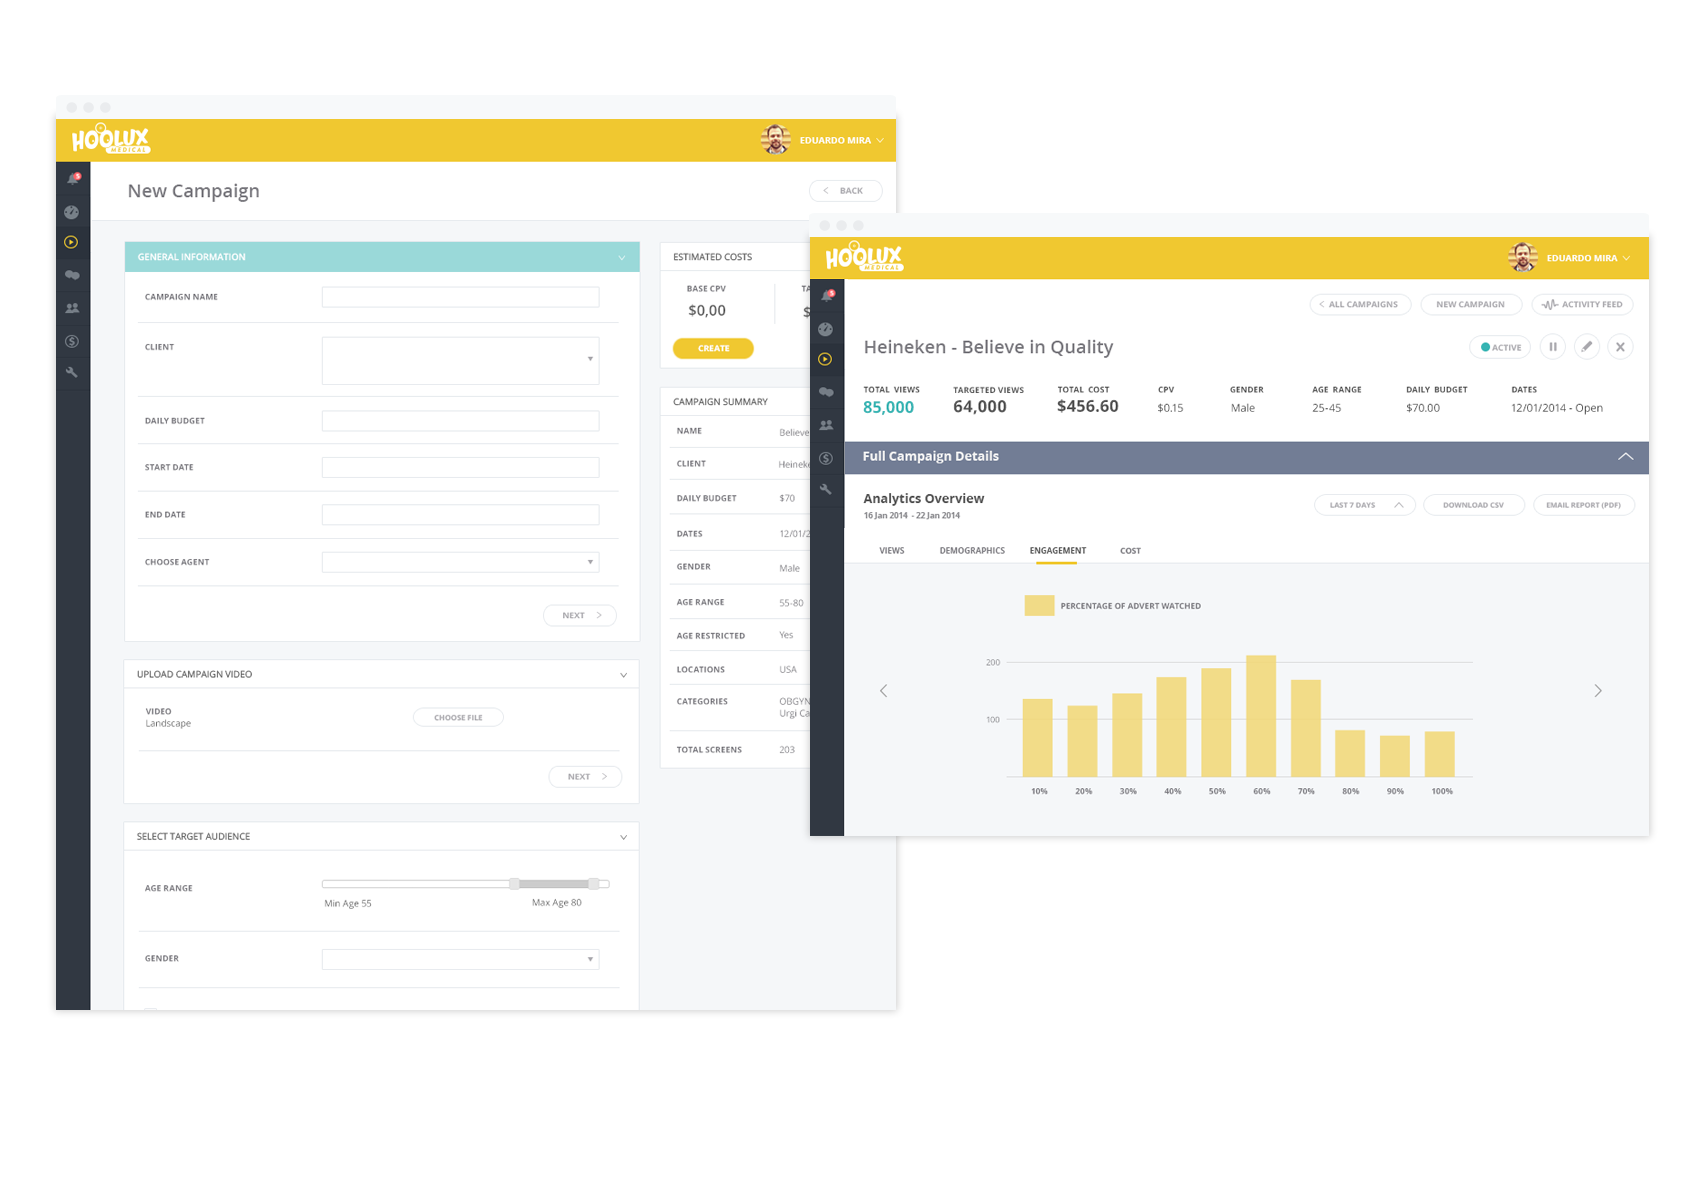 HOOLUX
MEDICAL
EDUARDO MIRA
5
New Campaign
BACK
GENERAL INFORMATION
CAMPAIGN NAME
CLIENT
DAILY BUDGET
START DATE
END DATE
CHOOSE AGENT
NEXT
UPLOAD CAMPAIGN VIDEO
VIDEO
Landscape
CHOOSE FILE
NEXT
SELECT TARGET AUDIENCE
AGE RANGE
Min Age 55
Max Age 80
GENDER
ESTIMATED COSTS
BASE CPV
$0,00
TA
$
CREATE
CAMPAIGN SUMMARY
NAME
Believe
CLIENT
Heineke
DAILY BUDGET
$70
DATES
12/01/2
GENDER
Male
AGE RANGE
55-80
AGE RESTRICTED
Yes
LOCATIONS
USA
CATEGORIES
OBGYN
Urgi Ca
TOTAL SCREENS
203
HOOLUX
MEDICAL
EDUARDO MIRA
5
ALL CAMPAIGNS
NEW CAMPAIGN
ACTIVITY FEED
Heineken - Believe in Quality
ACTIVE
TOTAL VIEWS
85,000
TARGETED VIEWS
64,000
TOTAL COST
$456.60
CPV
$0.15
GENDER
Male
AGE RANGE
25-45
DAILY BUDGET
$70.00
DATES
12/01/2014 - Open
Full Campaign Details
Analytics Overview
16 Jan 2014 - 22 Jan 2014
LAST 7 DAYS
DOWNLOAD CSV
EMAIL REPORT (PDF)
VIEWS
DEMOGRAPHICS
ENGAGEMENT
COST
PERCENTAGE OF ADVERT WATCHED
200
100
10%
20%
30%
40%
50%
60%
70%
80%
90%
100%